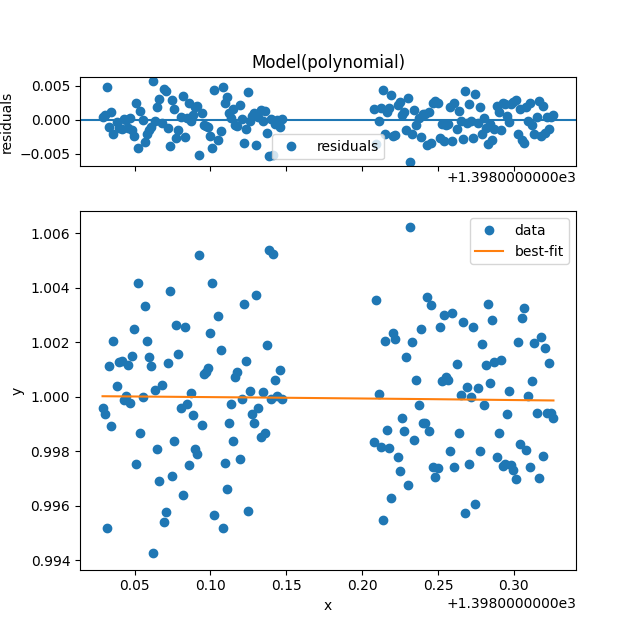 Model(polynomial)
0.005
0.000
−0.005
residuals
residuals
+1.3980000000e3
1.006
1.004
1.002
1.000
0.998
0.996
0.994
y
data
best-fit
0.05 0.10 0.15 0.20 0.25 0.30
x
+1.3980000000e3